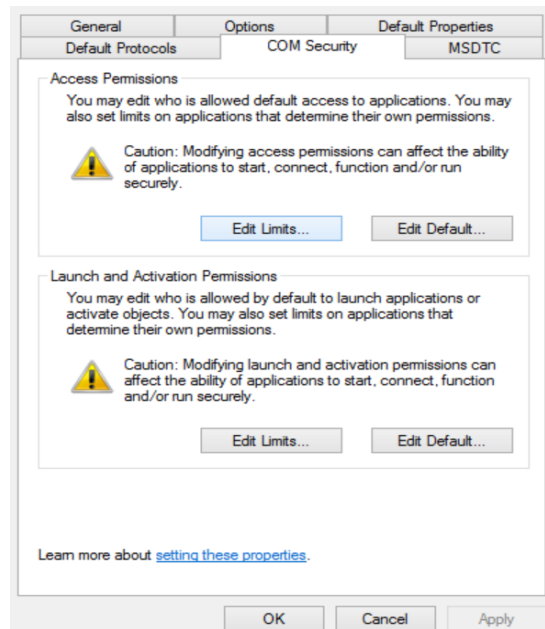 General
Options
Default Properties
Default Protocols
COM Security
MSDTC
Access Permissions
You may edit who is allowed default access to applications. You may
also set limits on applications that determine their own permissions.
Caution: Modifying access permissions can affect the ability
of applications to start, connect, function and/or run
securely.
Edit Limits...
Edit Default...
Launch and Activation Permissions
You may edit who is allowed by default to launch applications or
activate objects. You may also set limits on applications that
determine their own permissions.
Caution: Modifying launch and activation permissions can
affect the ability of applications to start, connect, function
and/or run securely.
Edit Limits...
Edit Default...
Learn more about setting these properties.
OK
Cancel
Apply